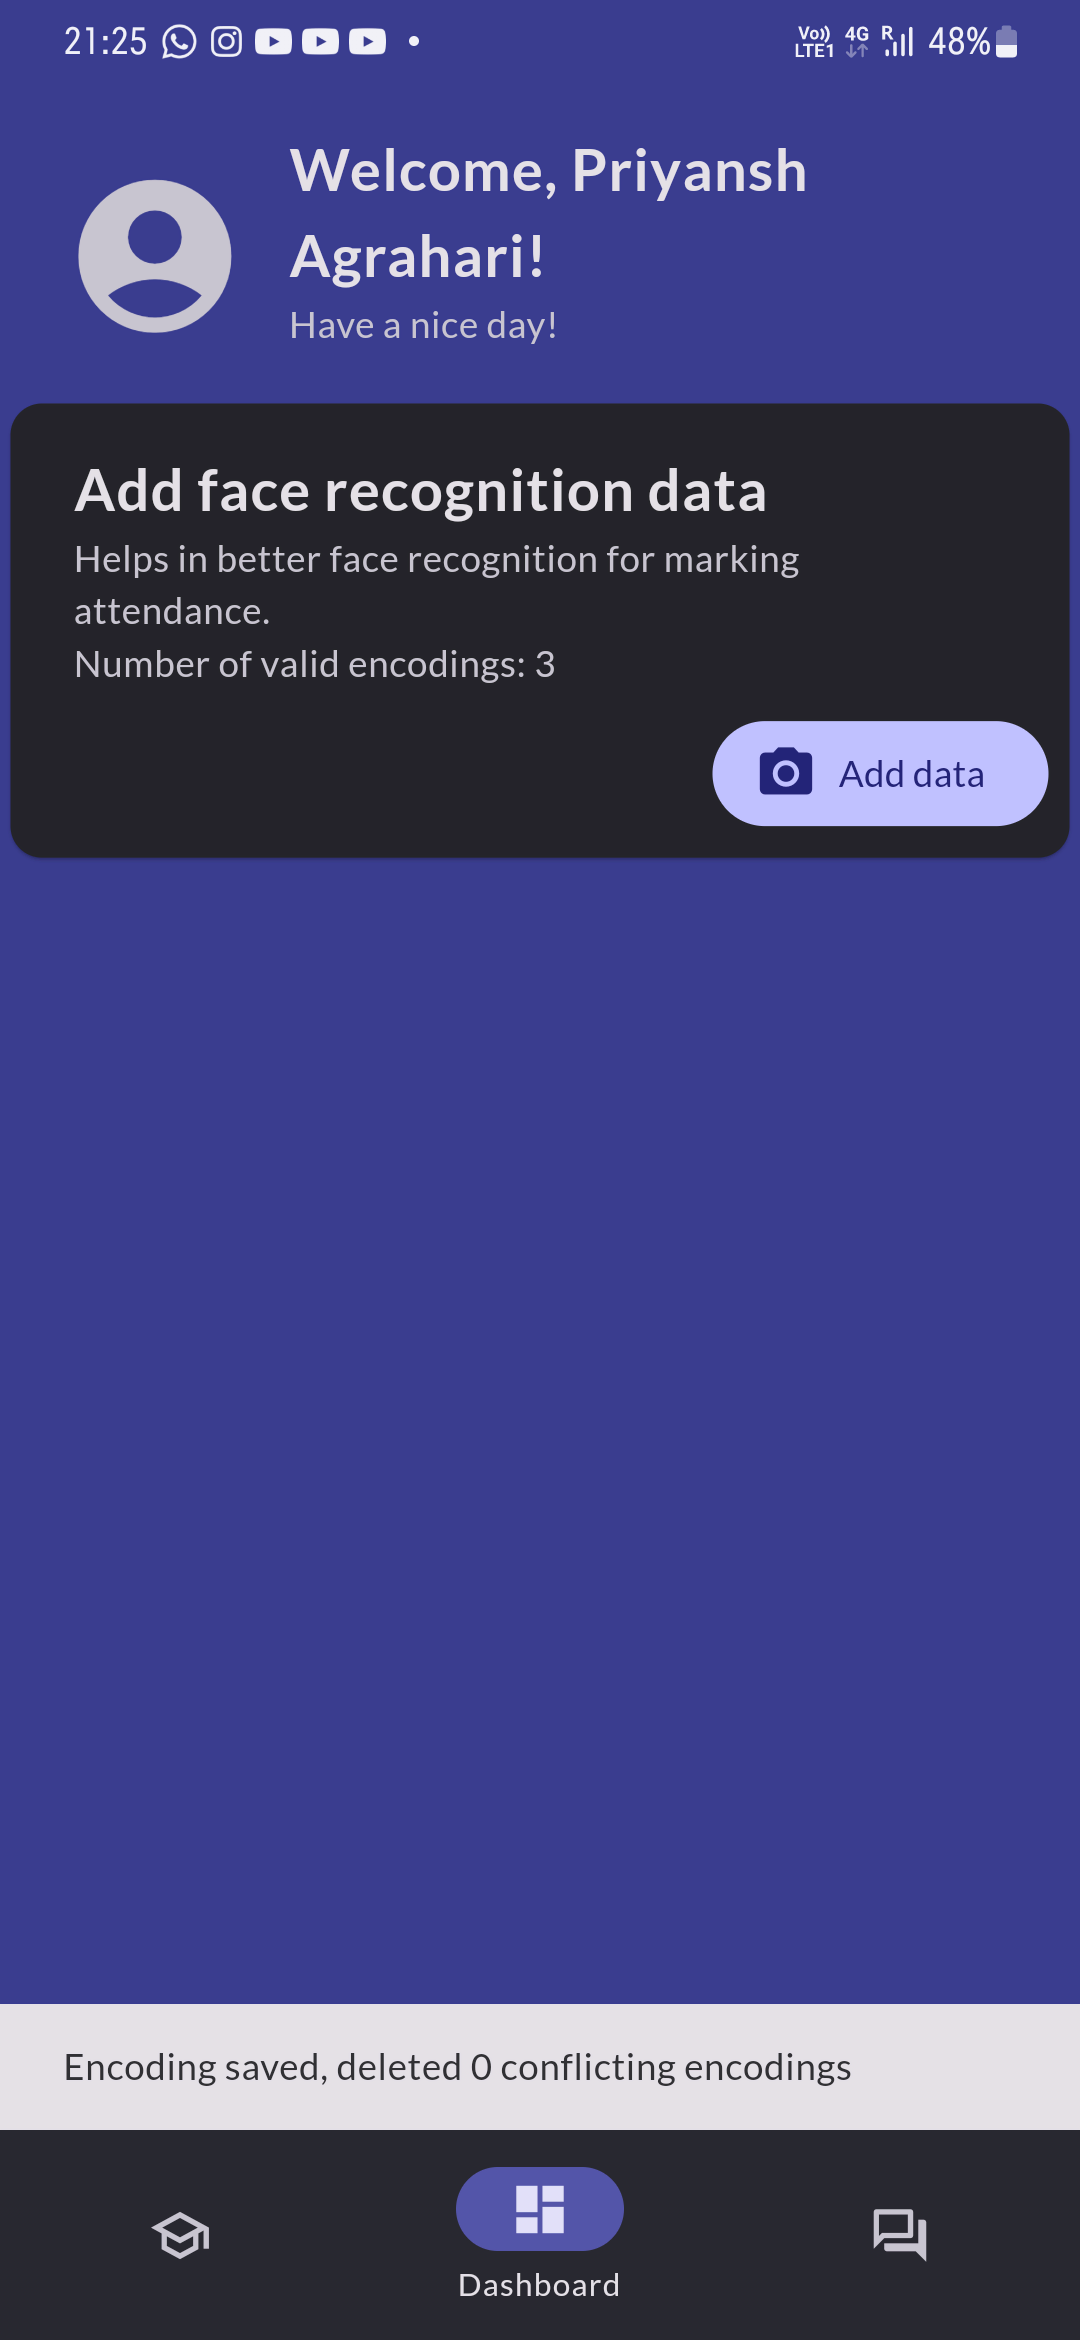 21:25
Vo)) 4G R
LTE1 48%
Welcome, Priyansh
Agrahari!
Have a nice day!
Add face recognition data
Helps in better face recognition for marking
attendance.
Number of valid encodings: 3
Add data
Encoding saved, deleted 0 conflicting encodings
Dashboard